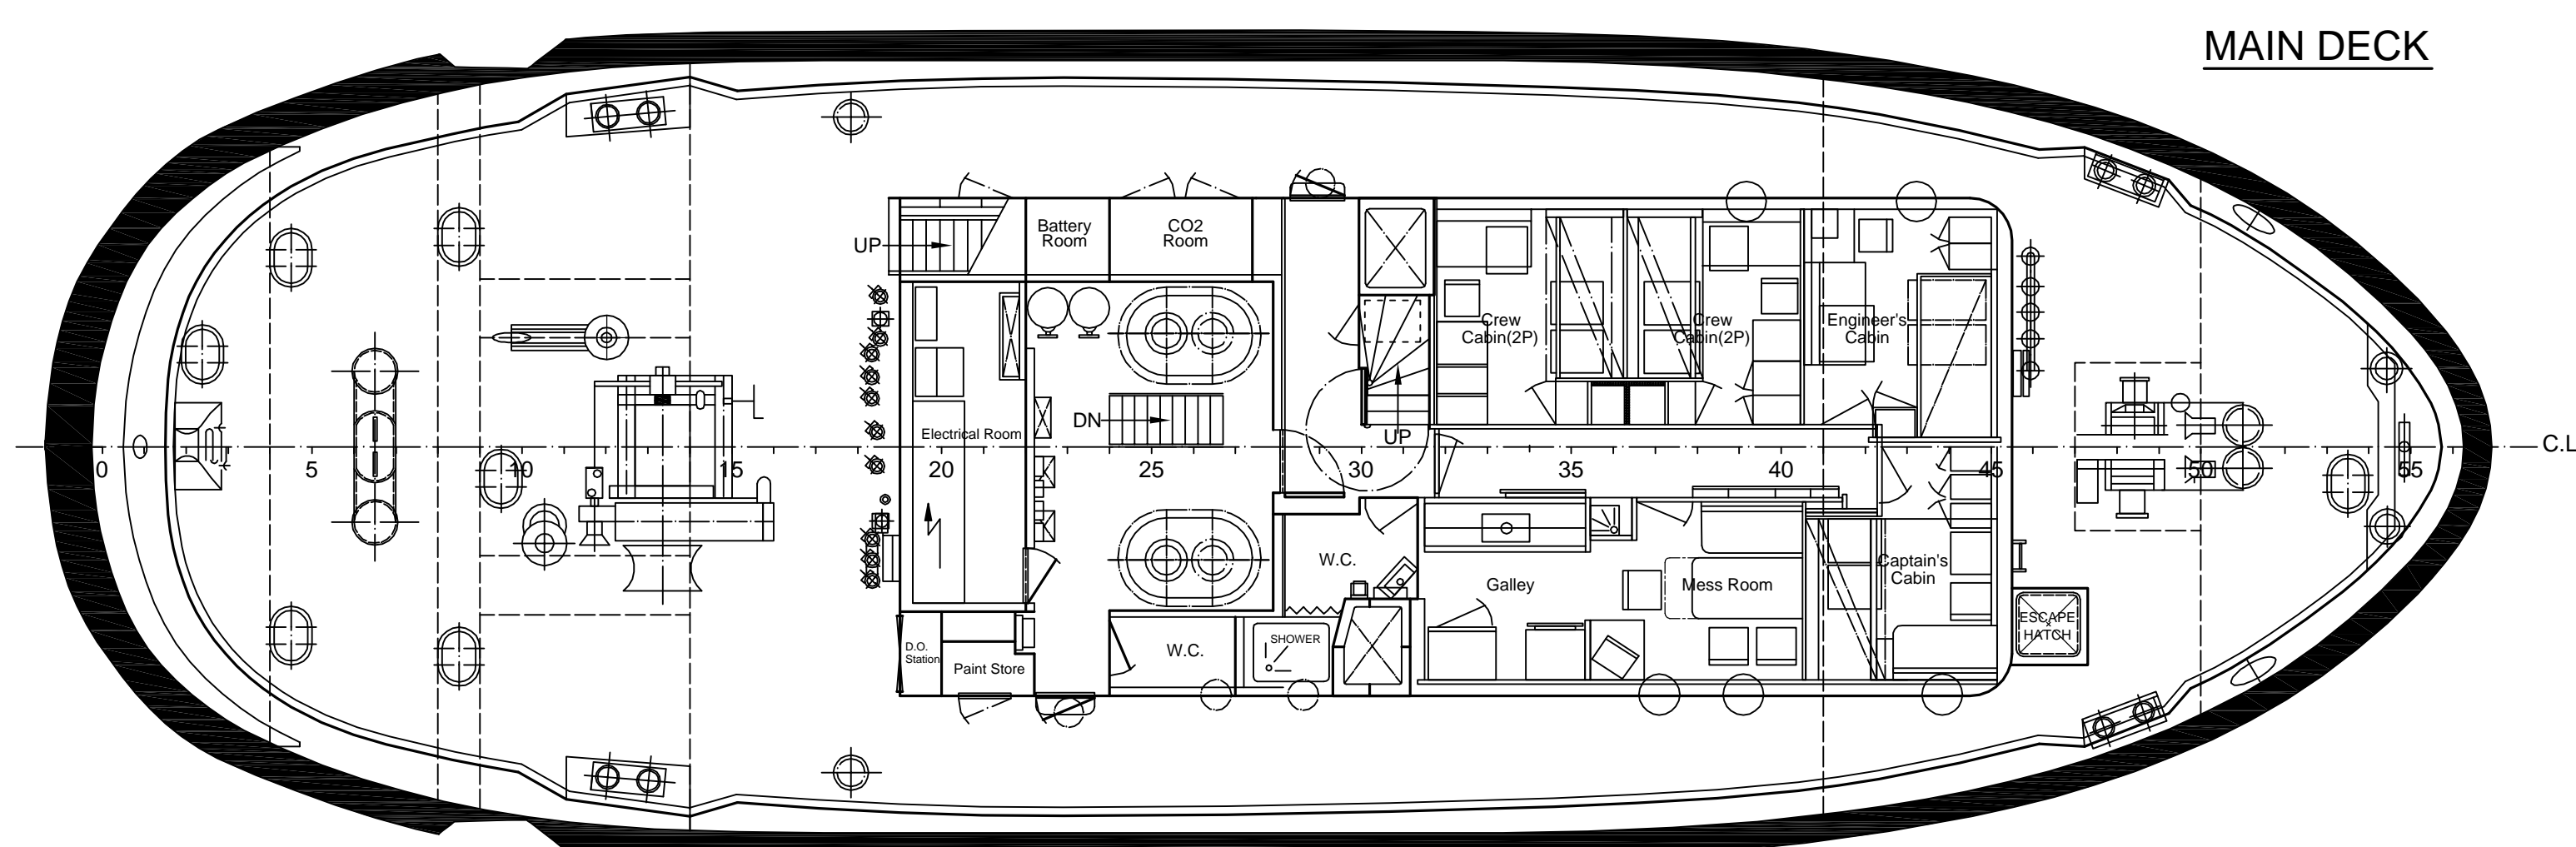 MAIN DECK
Battery
Room
CO2
Room
UP
Crew
Cabin(2P)
Crew
Cabin(2P)
Engineer's
Cabin
DN
UP
Electrical Room
C.L
0
5
10
15
20
25
30
35
40
45
50
55
W.C.
Galley
Mess Room
Captain's
Cabin
D.O.
Station
Paint Store
W.C.
SHOWER
ESCAPE
HATCH